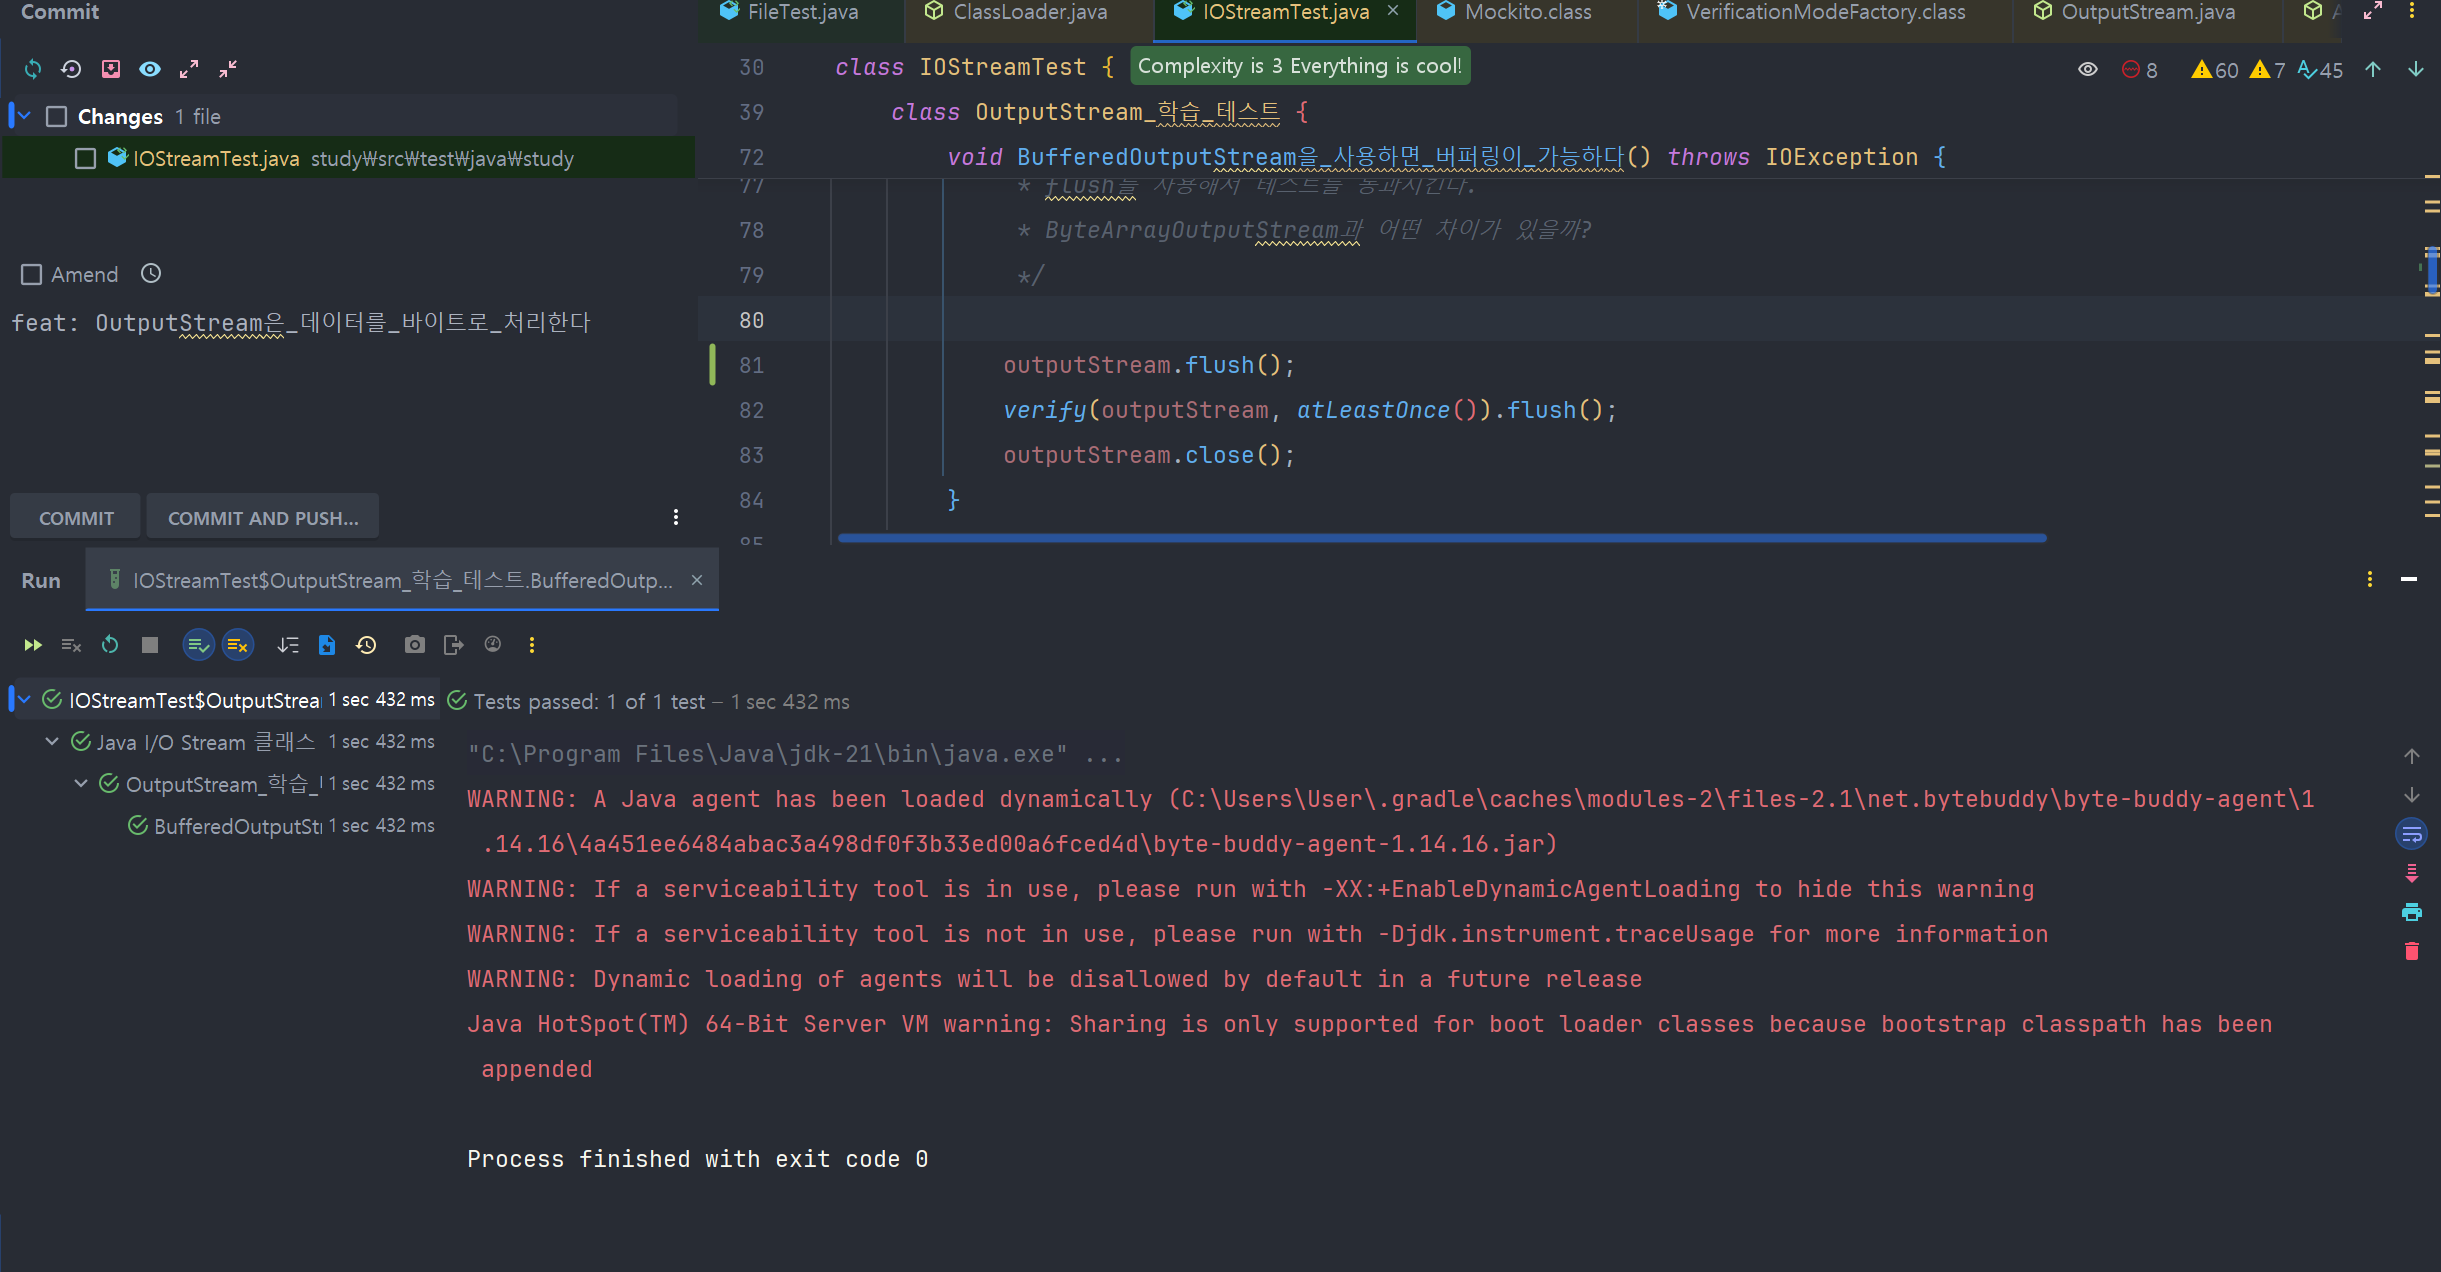 Commit
FileTest.java
ClassLoader.java
IOStreamTest.java
Mockito.class
VerificationModeFactory.class
OutputStream.java
30 class IOStreamTest { Complexity is 3 Everything is cool!
8 60 7 45
39 class OutputStream_학습_테스트 {
72 void BufferedOutputStream을_사용하면_버퍼링이_가능하다() throws IOException {
Changes 1 file
IOStreamTest.java study₩src₩test₩java₩study
77 * flush를 사용해서 테스트를 통과시킨다.
78 * ByteArrayOutputStream과 어떤 차이가 있을까?
79 */
80
81 outputStream.flush();
82 verify(outputStream, atLeastOnce()).flush();
83 outputStream.close();
84 }
85
Amend
feat: OutputStream은_데이터를_바이트로_처리한다
COMMIT
COMMIT AND PUSH...
Run
IOStreamTest$OutputStream_학습_테스트.BufferedOutp...
IOStreamTest$OutputStrea 1 sec 432 ms
Java I/O Stream 클래스 1 sec 432 ms
OutputStream_학습_ 1 sec 432 ms
BufferedOutputSt 1 sec 432 ms
Tests passed: 1 of 1 test – 1 sec 432 ms
"C:\Program Files\Java\jdk-21\bin\java.exe" ...
WARNING: A Java agent has been loaded dynamically (C:\Users\User\.gradle\caches\modules-2\files-2.1\net.bytebuddy\byte-buddy-agent\1
.14.16\4a451ee6484abac3a498df0f3b33ed00a6fced4d\byte-buddy-agent-1.14.16.jar)
WARNING: If a serviceability tool is in use, please run with -XX:+EnableDynamicAgentLoading to hide this warning
WARNING: If a serviceability tool is not in use, please run with -Djdk.instrument.traceUsage for more information
WARNING: Dynamic loading of agents will be disallowed by default in a future release
Java HotSpot(TM) 64-Bit Server VM warning: Sharing is only supported for boot loader classes because bootstrap classpath has been
appended
Process finished with exit code 0